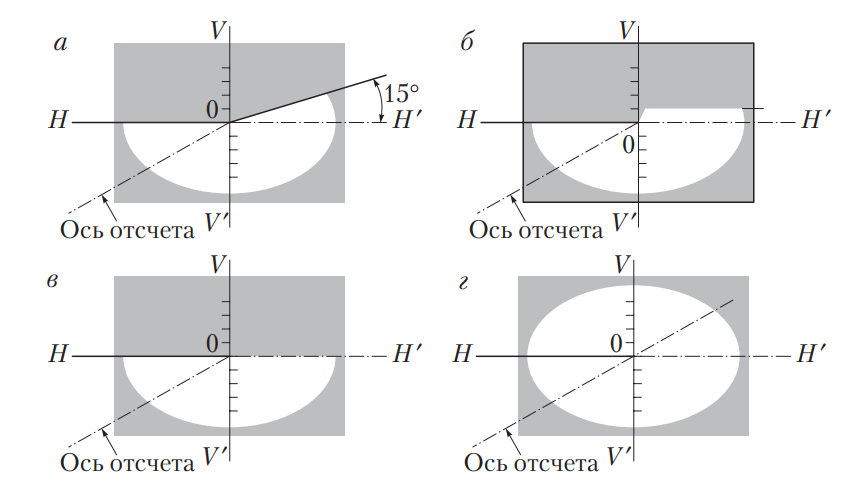 а
V
0
15°
H
H′
Ось отсчета
V′
б
V
H
H′
0
Ось отсчета
V′
в
V
0
H
H′
Ось отсчета
V′
г
V
0
H
H′
Ось отсчета
V′